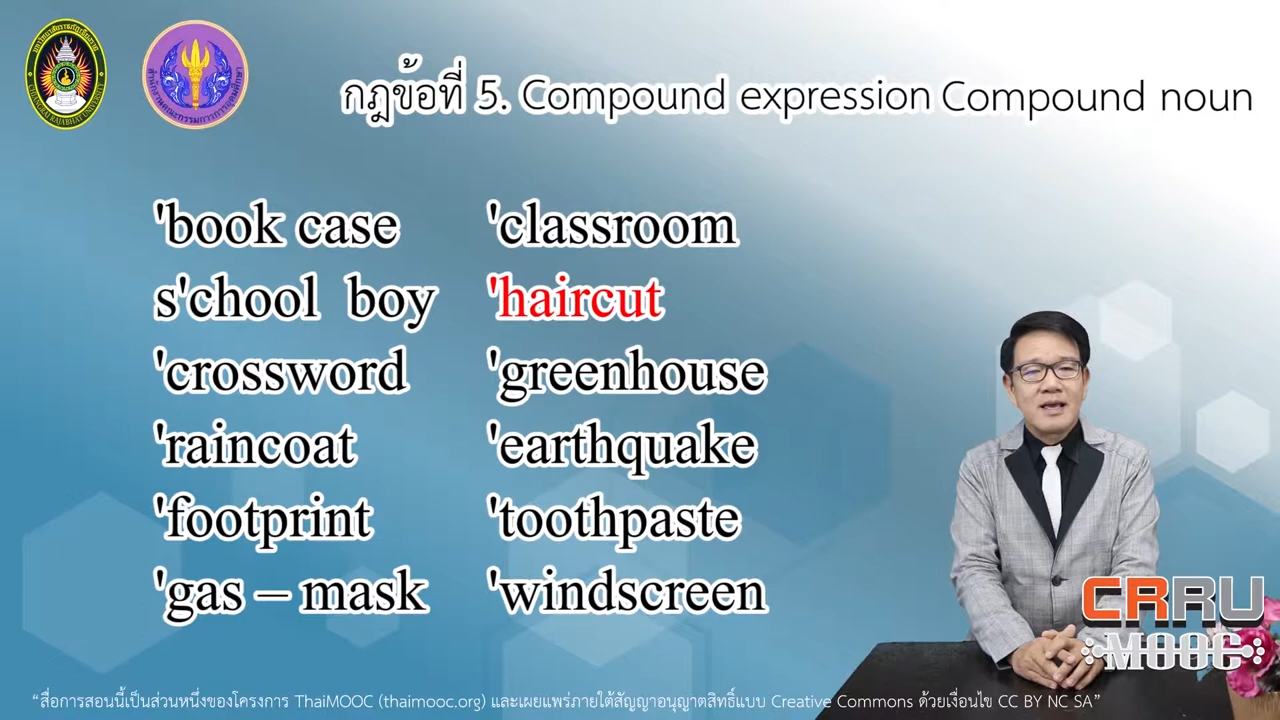 กฎข้อที่ 5. Compound expression Compound noun
'book case
s'chool boy
'crossword
'raincoat
'footprint
'gas – mask
'classroom
'haircut
'greenhouse
'earthquake
'toothpaste
'windscreen
CRRU
MOOC
“สื่อการสอนนี้เป็นส่วนหนึ่งของโครงการ ThaiMOOC (thaimooc.org) และเผยแพร่ภายใต้สัญญาอนุญาตสิทธิ์แบบ Creative Commons ด้วยเงื่อนไข CC BY NC SA”